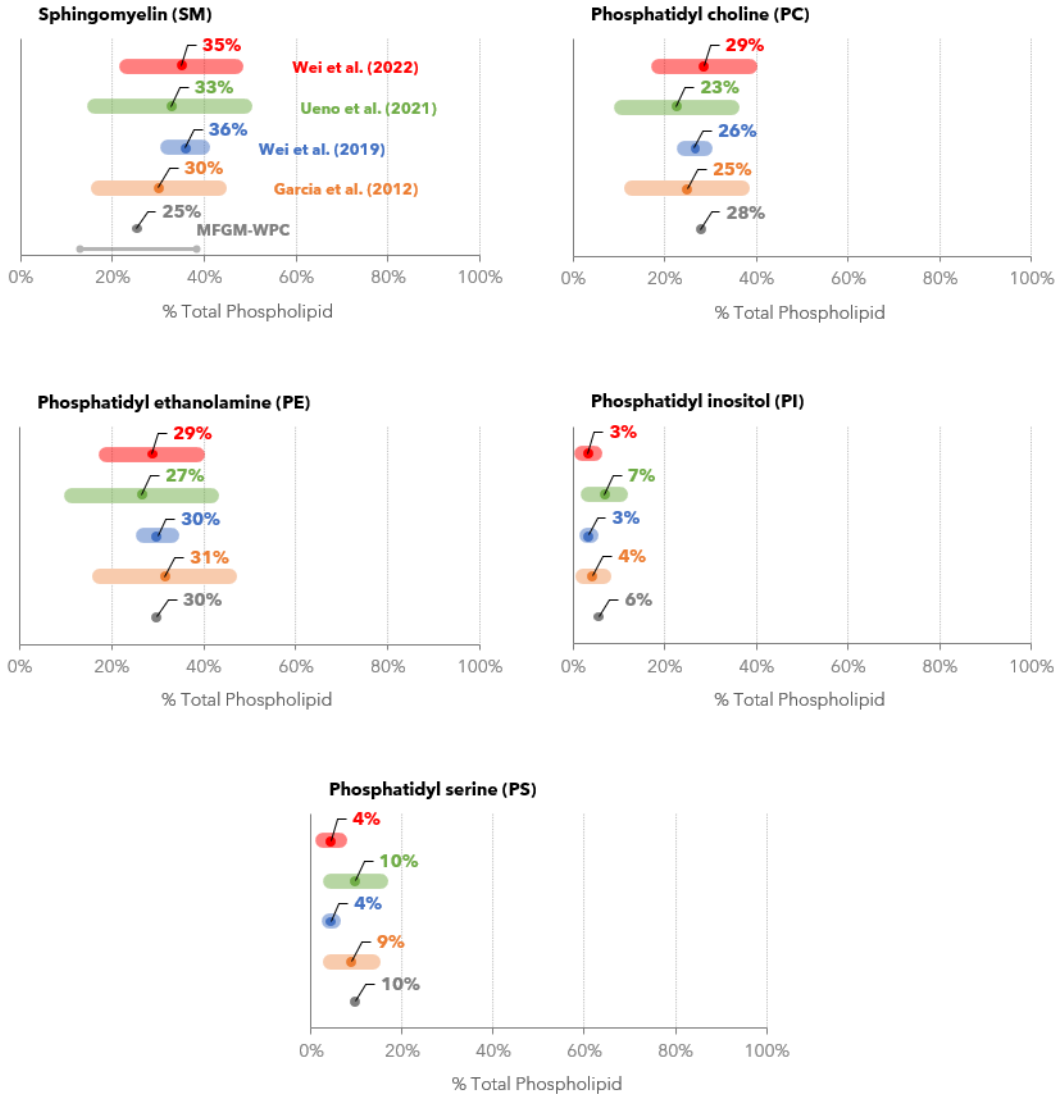 Sphingomyelin (SM)
35%
Wei et al. (2022)
33%
Ueno et al. (2021)
36%
Wei et al. (2019)
30%
Garcia et al. (2012)
25%
MFGM-WPC
0% 20% 40% 60% 80% 100%
% Total Phospholipid
Phosphatidyl choline (PC)
29%
23%
26%
25%
28%
0% 20% 40% 60% 80% 100%
% Total Phospholipid
Phosphatidyl ethanolamine (PE)
29%
27%
30%
31%
30%
0% 20% 40% 60% 80% 100%
% Total Phospholipid
Phosphatidyl inositol (PI)
3%
7%
3%
4%
6%
0% 20% 40% 60% 80% 100%
% Total Phospholipid
Phosphatidyl serine (PS)
4%
10%
4%
9%
10%
0% 20% 40% 60% 80% 100%
% Total Phospholipid